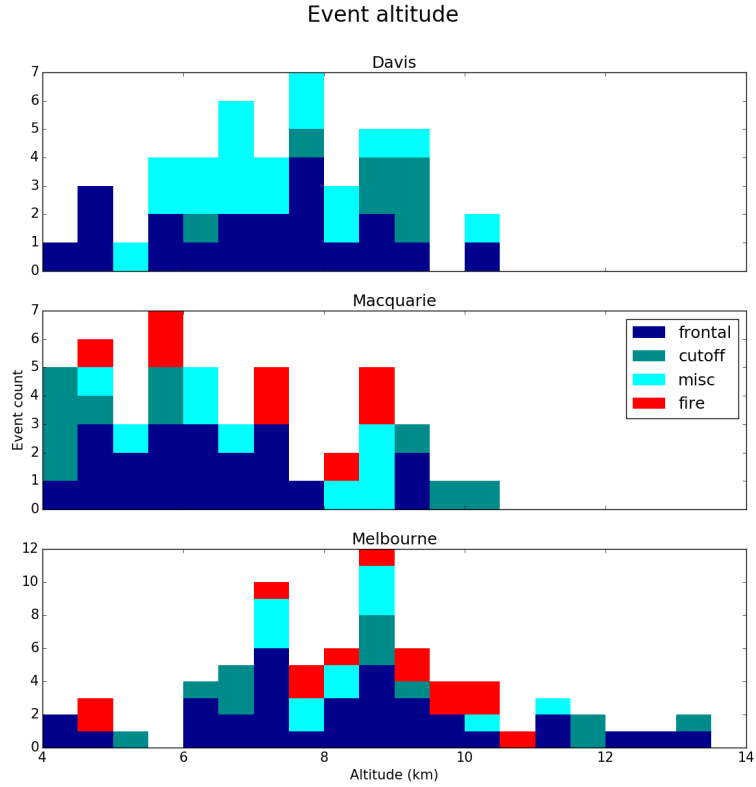 Event altitude
Davis
7
6
5
4
3
2
1
0
Macquarie
7
6
5
4
3
2
1
0
Event count
frontal
cutoff
misc
fire
Melbourne
12
10
8
6
4
2
0
4 6 8 10 12 14
Altitude (km)